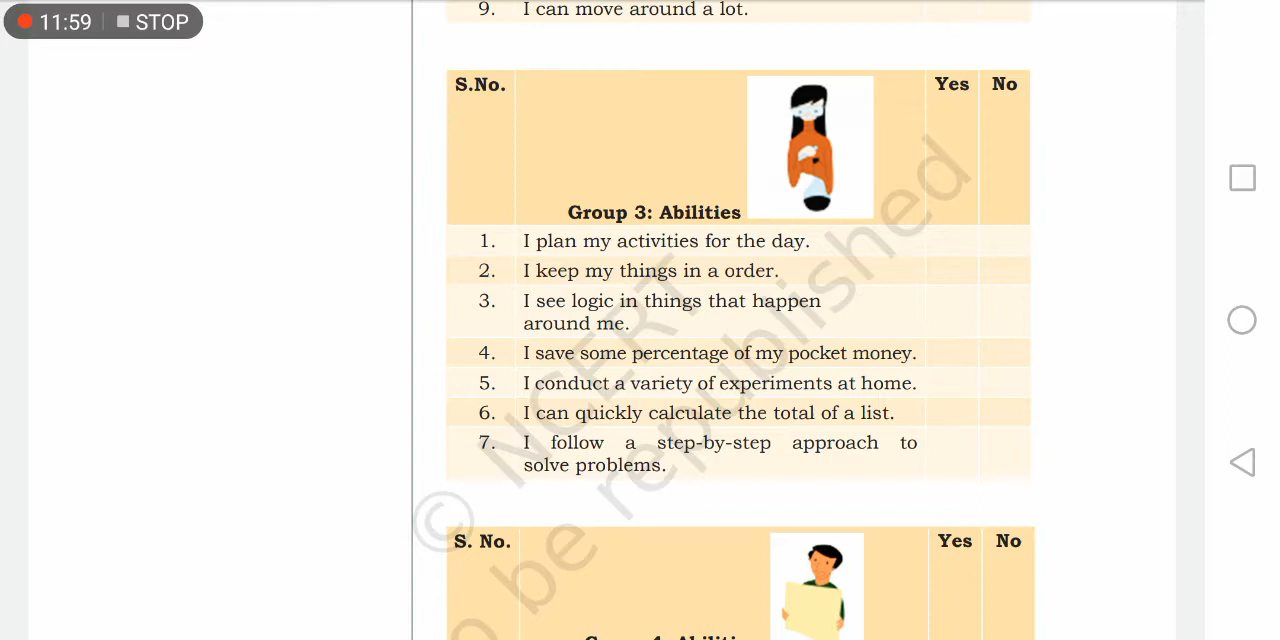 11:59 STOP
9. I can move around a lot.
S.No. Yes No
Group 3: Abilities
1. I plan my activities for the day.
2. I keep my things in a order.
3. I see logic in things that happen
around me.
4. I save some percentage of my pocket money.
5. I conduct a variety of experiments at home.
6. I can quickly calculate the total of a list.
7. I follow a step-by-step approach to
solve problems.
© NCERT
o be republished
S. No. Yes No